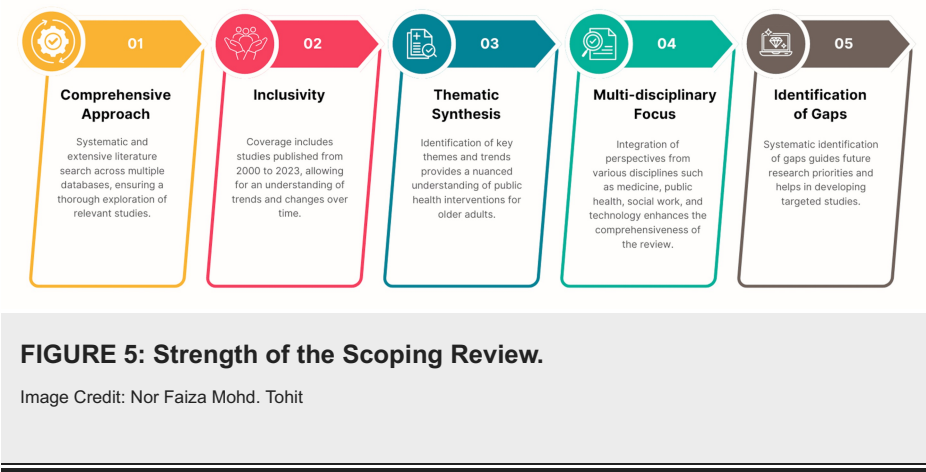 01
Comprehensive
Approach
Systematic and
extensive literature
search across multiple
databases, ensuring a
thorough exploration of
relevant studies.
02
Inclusivity
Coverage includes
studies published from
2000 to 2023, allowing
for an understanding of
trends and changes over
time.
03
Thematic
Synthesis
Identification of key
themes and trends
provides a nuanced
understanding of public
health interventions for
older adults.
04
Multi-disciplinary
Focus
Integration of
perspectives from
various disciplines such
as medicine, public
health, social work, and
technology enhances the
comprehensiveness of
the review.
05
Identification
of Gaps
Systematic identification
of gaps guides future
research priorities and
helps in developing
targeted studies.
FIGURE 5: Strength of the Scoping Review.
Image Credit: Nor Faiza Mohd. Tohit